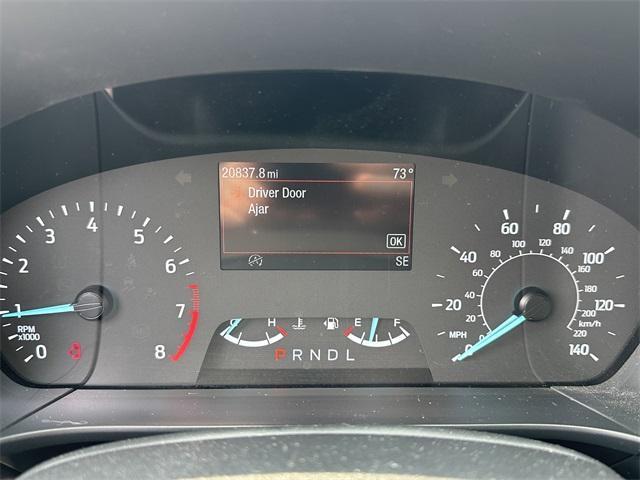 20837.8 mi 73°
Driver Door
Ajar
OK
SE
0 1 2 3 4 5 6 7 8
RPM
x1000
C H
E F
P R N D L
0 20 40 60 80 100 120 140
MPH
20 40 60 80 100 120 140 160 180 200 220
km/h